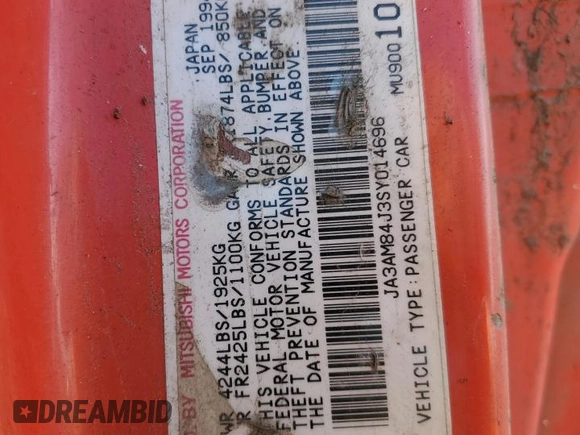 D. BY MITSUBISHI MOTORS CORPORATION
JAPAN
SEP 199
WR 4244LBS/1925KG
R FR2425LBS/1100KG GA R 1874LBS/ 850K
HIS VEHICLE CONFORMS TO ALL APPLICABLE
FEDERAL MOTOR VEHICLE SAFETY, BUMPER, AND
THEFT PREVENTION STANDARDS IN EFFECT ON
THE DATE OF MANUFACTURE SHOWN ABOVE.
JA3AM84J3SY014696
VEHICLE TYPE:PASSENGER CAR
MU900
10
DREAMBID